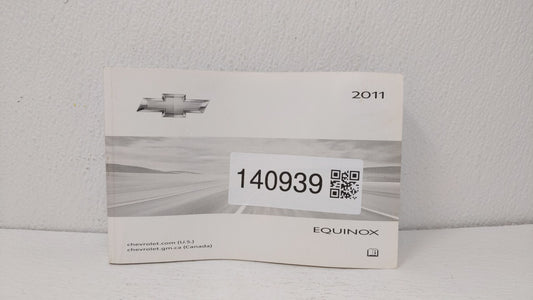 2011
140939
EQUINOX
chevrolet.com (U.S.)
chevrolet.gm.ca (Canada)